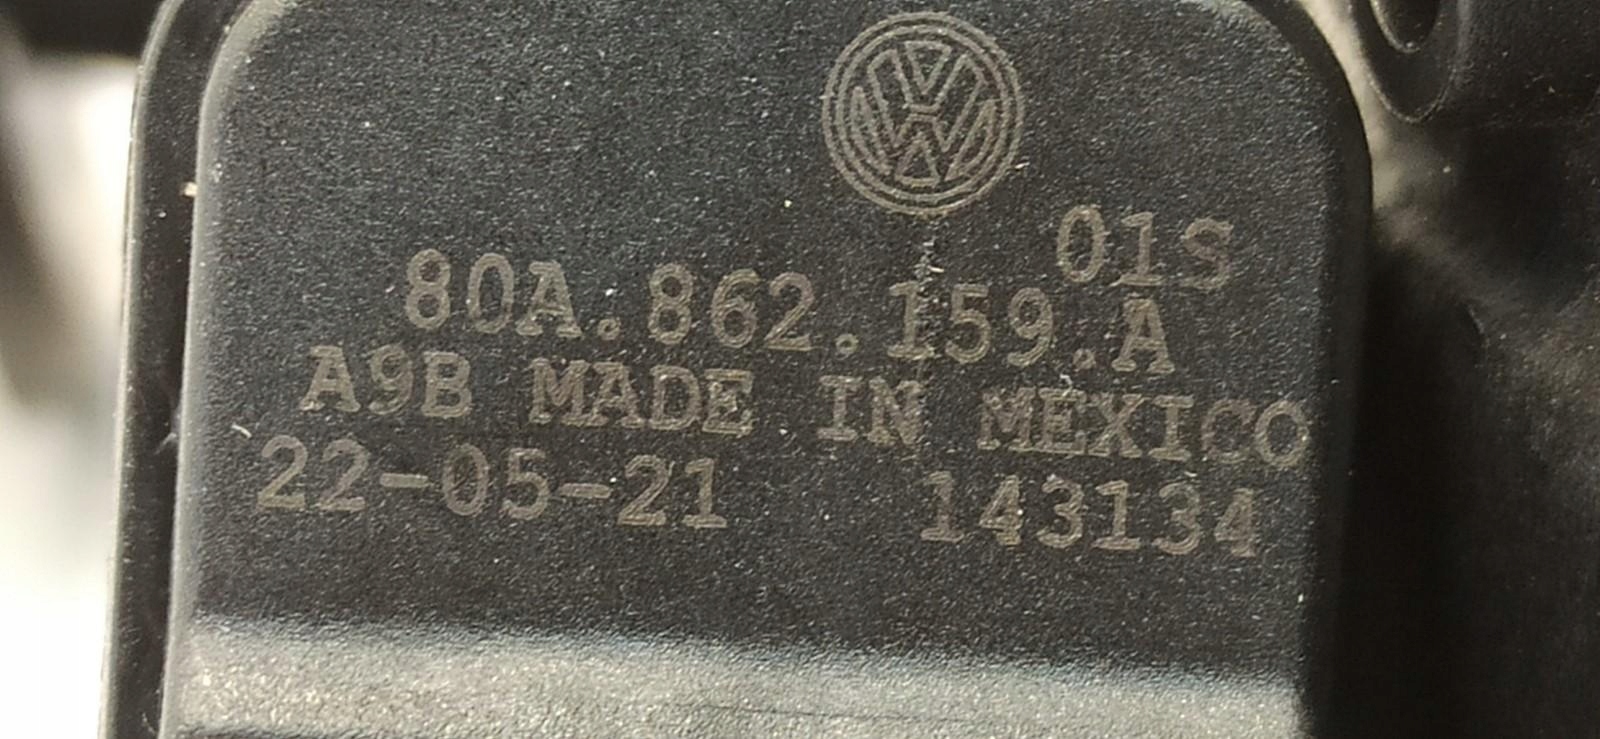 01S
80A.862.159.A
A9B MADE IN MEXICO
22-05-21 143134